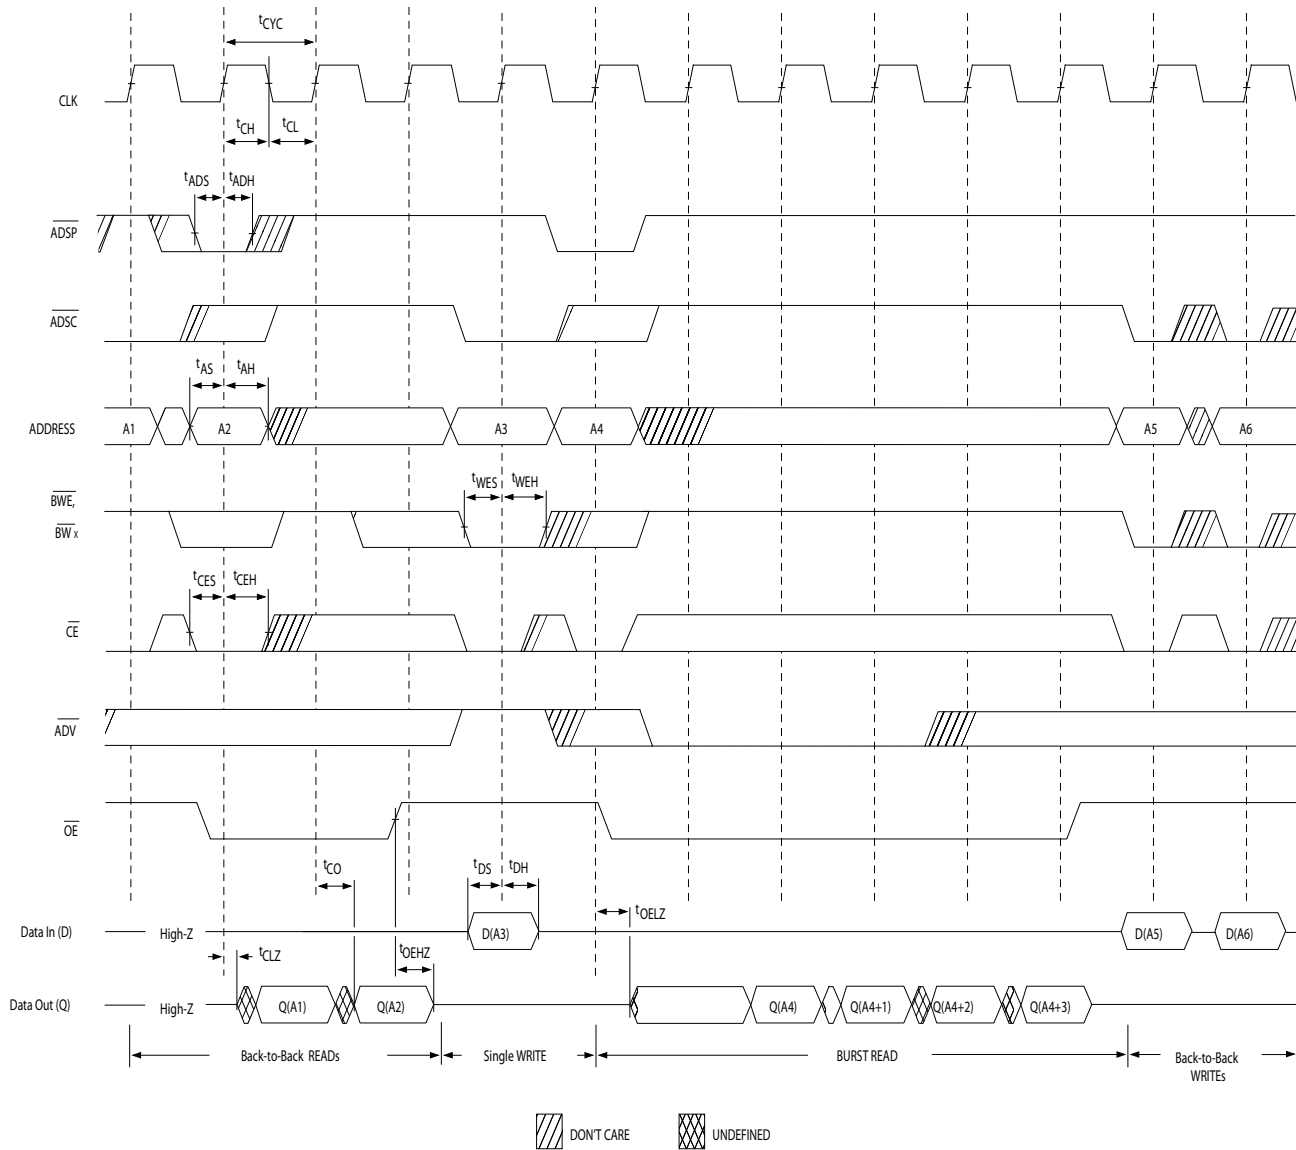 tCYC
CLK
tCH
tCL
tADS
tADH
ADSP
ADSC
tAS
tAH
ADDRESS
A1
A2
A3
A4
A5
A6
tWES
tWEH
BWE,
BW x
tCES
tCEH
CE
ADV
OE
tCO
tDS
tDH
tOELZ
Data In (D)
High-Z
D(A3)
D(A5)
D(A6)
tCLZ
tOEHZ
Data Out (Q)
High-Z
Q(A1)
Q(A2)
Q(A4)
Q(A4+1)
Q(A4+2)
Q(A4+3)
Back-to-Back READs
Single WRITE
BURST READ
Back-to-Back
WRITEs
DON'T CARE
UNDEFINED